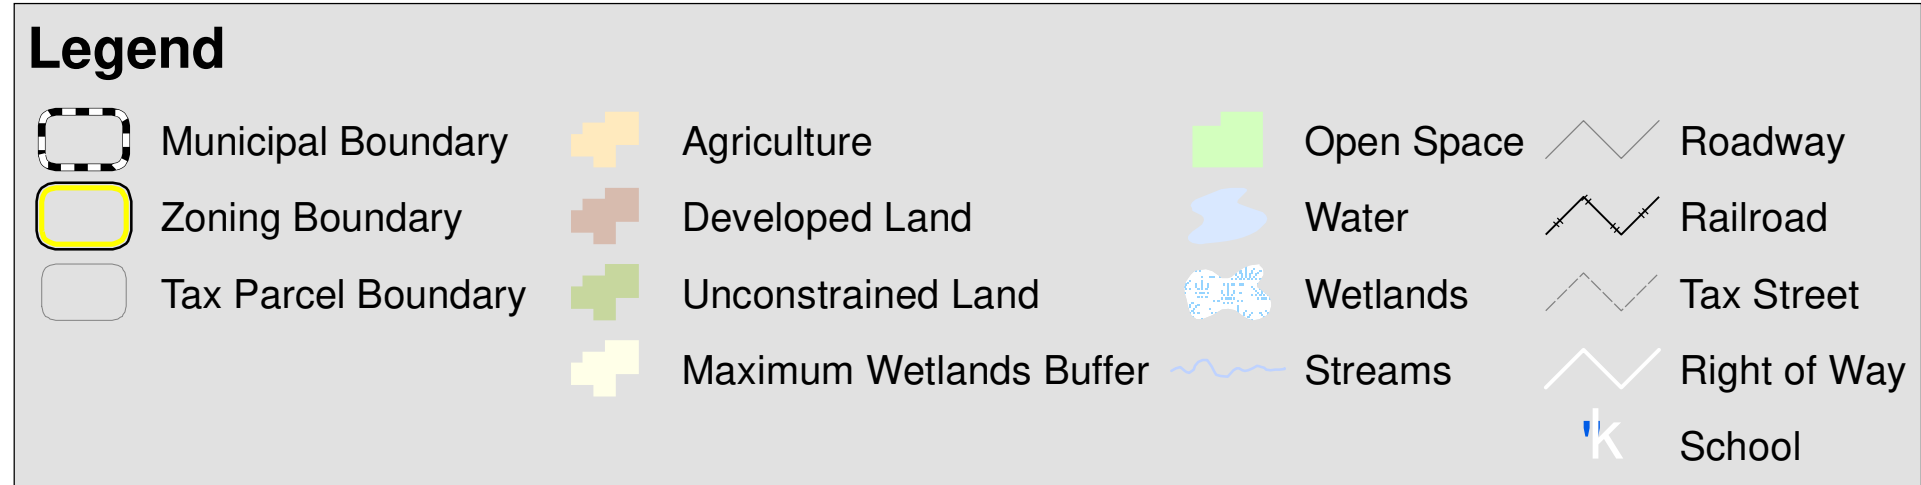 Legend
Municipal Boundary
Zoning Boundary
Tax Parcel Boundary
Agriculture
Developed Land
Unconstrained Land
Maximum Wetlands Buffer
Open Space
Water
Wetlands
Streams
Roadway
Railroad
Tax Street
Right of Way
'k School